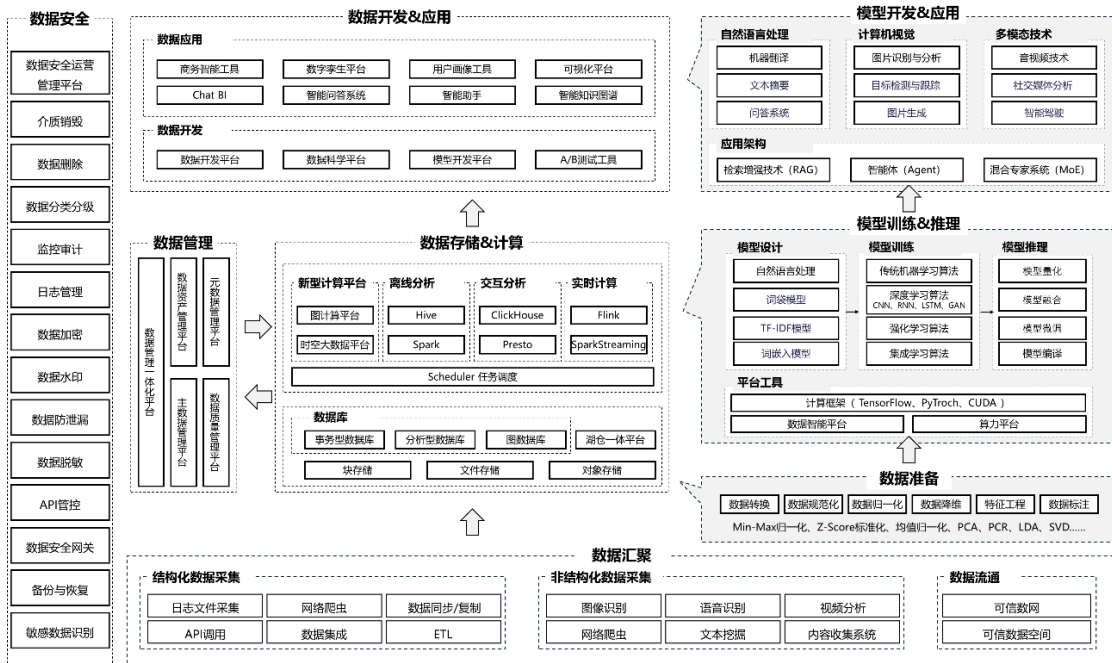 数据安全
数据安全运营
管理平台
介质销毁
数据删除
数据分类分级
监控审计
日志管理
数据加密
数据水印
数据防泄漏
数据脱敏
API管控
数据安全网关
备份与恢复
敏感数据识别
数据开发&应用
数据应用
商务智能工具
数字孪生平台
用户画像工具
可视化平台
Chat BI
智能问答系统
智能助手
智能知识图谱
数据开发
数据开发平台
数据科学平台
模型开发平台
A/B测试工具
数据管理
数据管理一体化平台
数据资产管理平台
元数据管理平台
主数据管理平台
数据质量管理平台
数据存储&计算
新型计算平台
离线分析
交互分析
实时计算
图计算平台
Hive
ClickHouse
Flink
时空大数据平台
Spark
Presto
SparkStreaming
Scheduler 任务调度
数据库
事务型数据库
分析型数据库
图数据库
湖仓一体平台
块存储
文件存储
对象存储
模型开发&应用
自然语言处理
计算机视觉
多模态技术
机器翻译
图片识别与分析
音视频技术
文本摘要
目标检测与跟踪
社交媒体分析
问答系统
图片生成
智能驾驶
应用架构
检索增强技术（RAG）
智能体（Agent）
混合专家系统（MoE）
模型训练&推理
模型设计
模型训练
模型推理
自然语言处理
词袋模型
TF-IDF模型
词嵌入模型
传统机器学习算法
深度学习算法
CNN、RNN、LSTM、GAN
强化学习算法
集成学习算法
模型量化
模型融合
模型微调
模型编译
平台工具
计算框架（ TensorFlow、PyTroch、CUDA ）
数据智能平台
算力平台
数据准备
数据转换
数据规范化
数据归一化
数据降维
特征工程
数据标注
Min-Max归一化、Z-Score标准化、均值归一化、PCA、PCR、LDA、SVD......
数据汇聚
结构化数据采集
日志文件采集
网络爬虫
数据同步/复制
API调用
数据集成
ETL
非结构化数据采集
图像识别
语音识别
视频分析
网络爬虫
文本挖掘
内容收集系统
数据流通
可信数网
可信数据空间